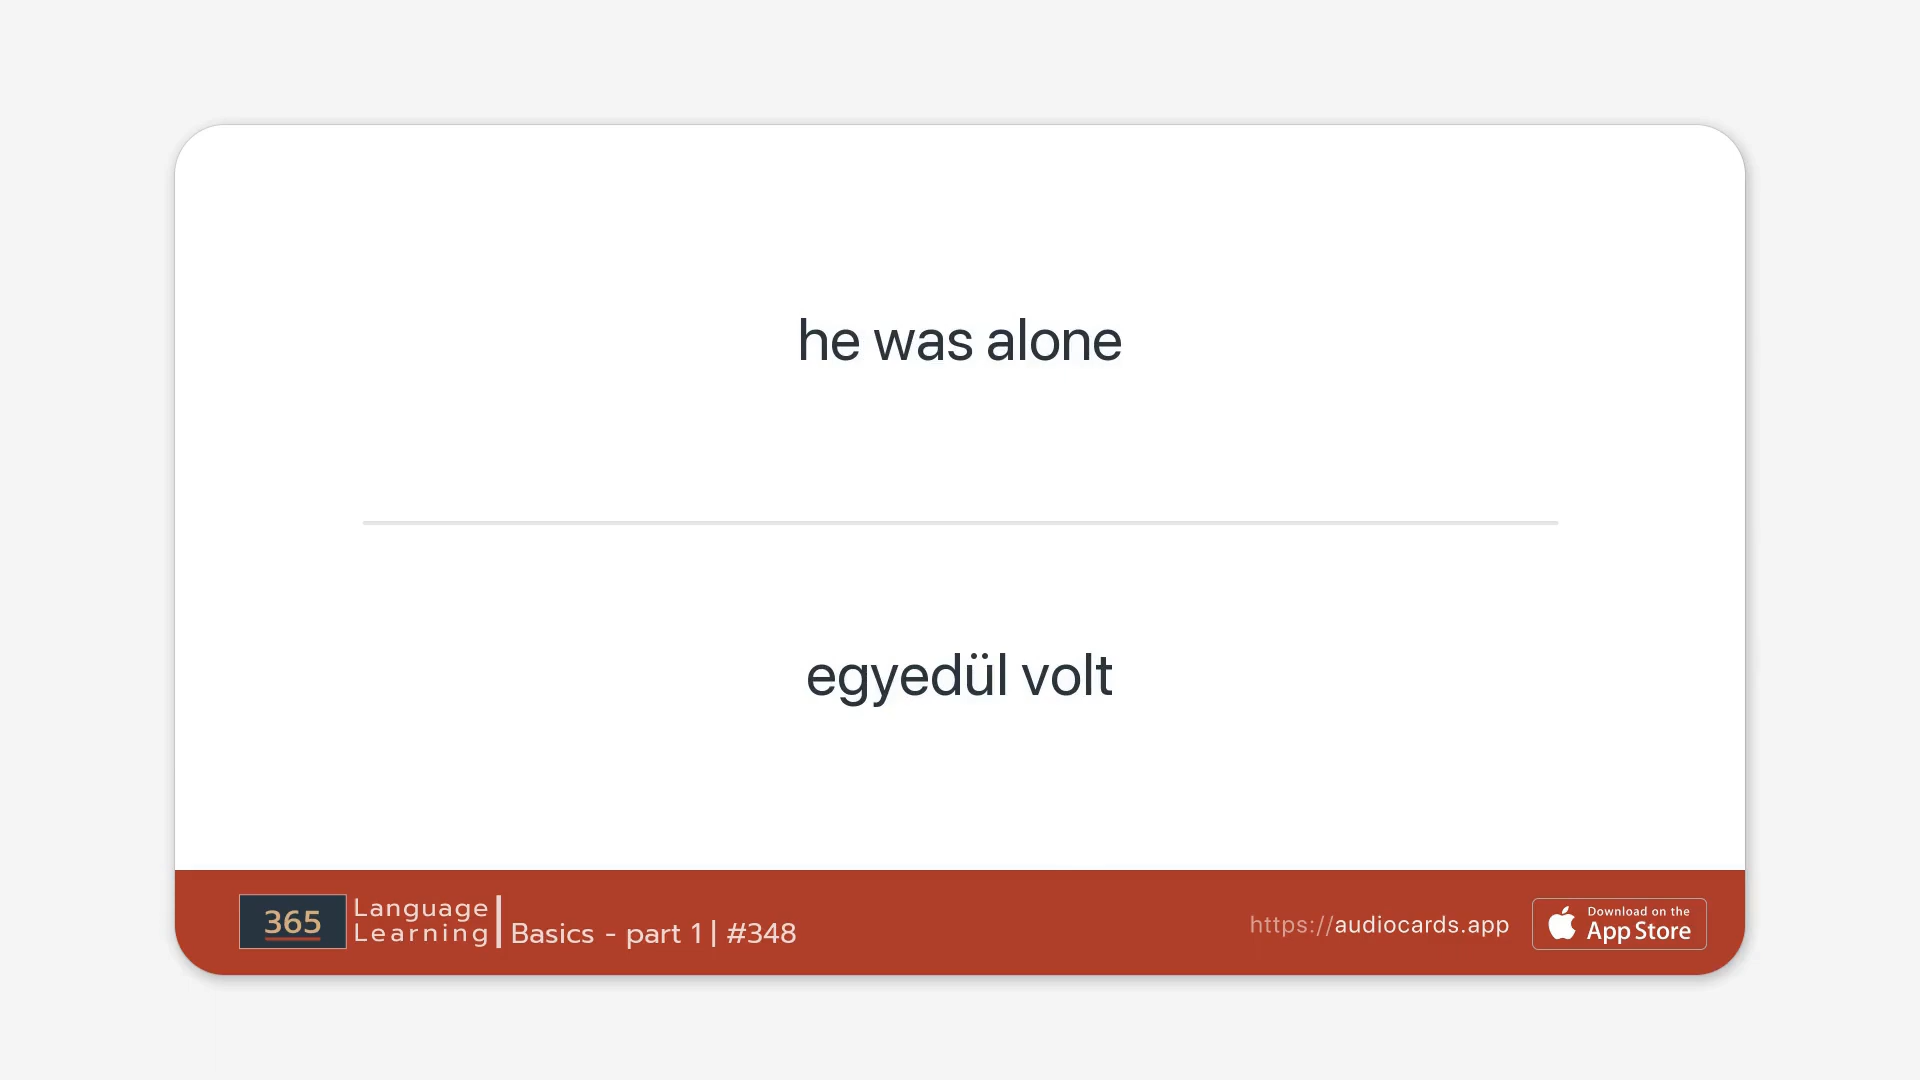 he was alone
egyedül volt
365
Language
Learning
Basics - part 1 | #348
https://audiocards.app
Download on the
App Store